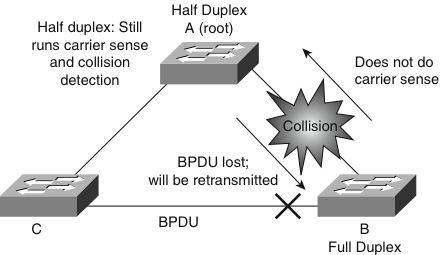 Half Duplex
A (root)
Half duplex: Still
runs carrier sense
and collision
detection
Does not do
carrier sense
Collision
BPDU lost;
will be retransmitted
C
BPDU
B
Full Duplex